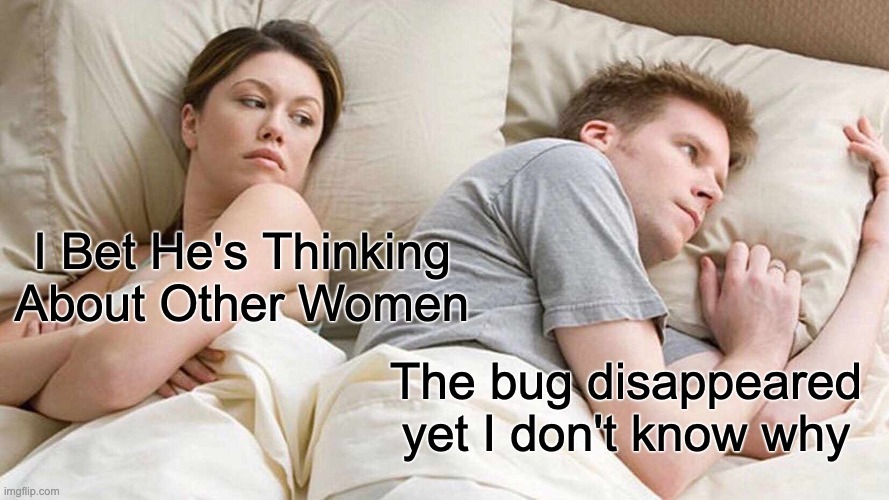 I Bet He's Thinking
About Other Women
The bug disappeared
yet I don't know why
imgflip.com